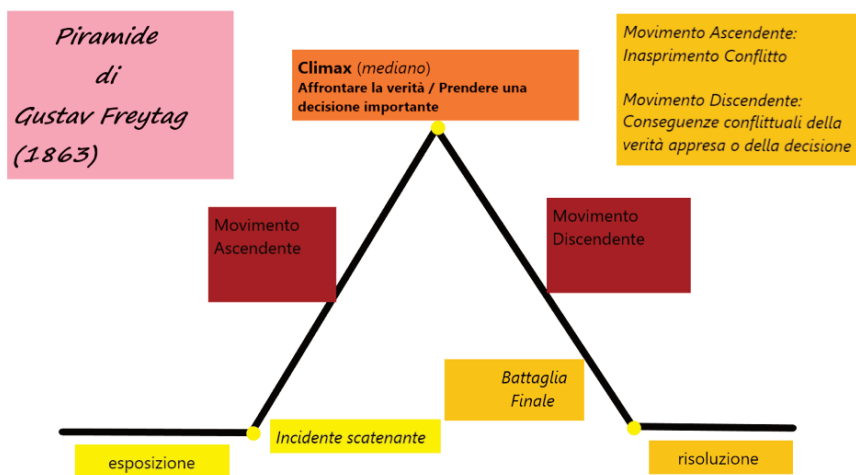 Piramide
di
Gustav Freytag
(1863)
Climax (mediano)
Affrontare la verità / Prendere una
decisione importante
Movimento Ascendente:
Inasprimento Conflitto
Movimento Discendente:
Conseguenze conflittuali della
verità appresa o della decisione
Movimento
Ascendente
Movimento
Discendente
Battaglia
Finale
Incidente scatenante
esposizione
risoluzione